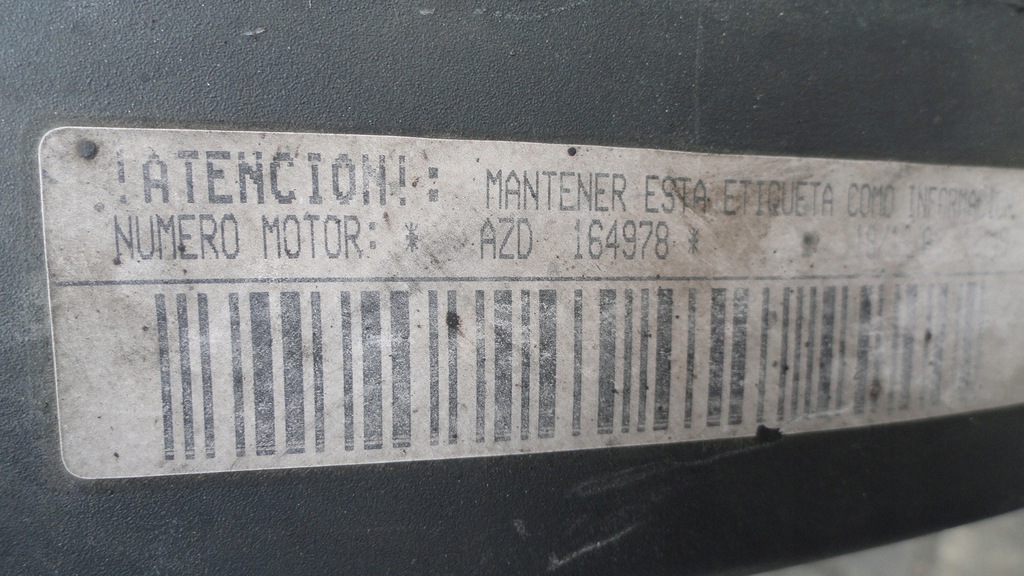 !ATENCION!: MANTENER ESTA ETIQUETA COMO
NUMERO MOTOR: * AZD 164978 *